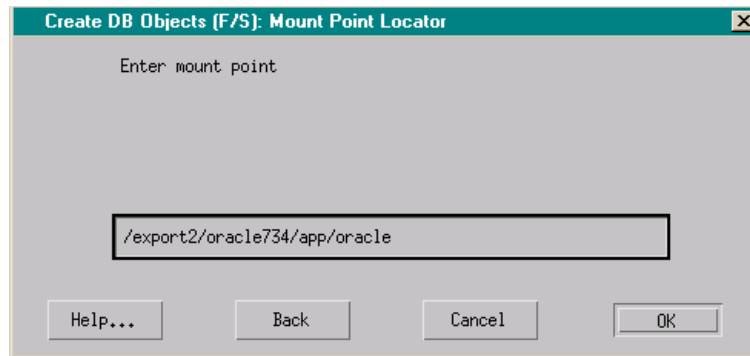 Create DB Objects (F/S): Mount Point Locator
Enter mount point
/export2/oracle734/app/oracle
Help...
Back
Cancel
OK